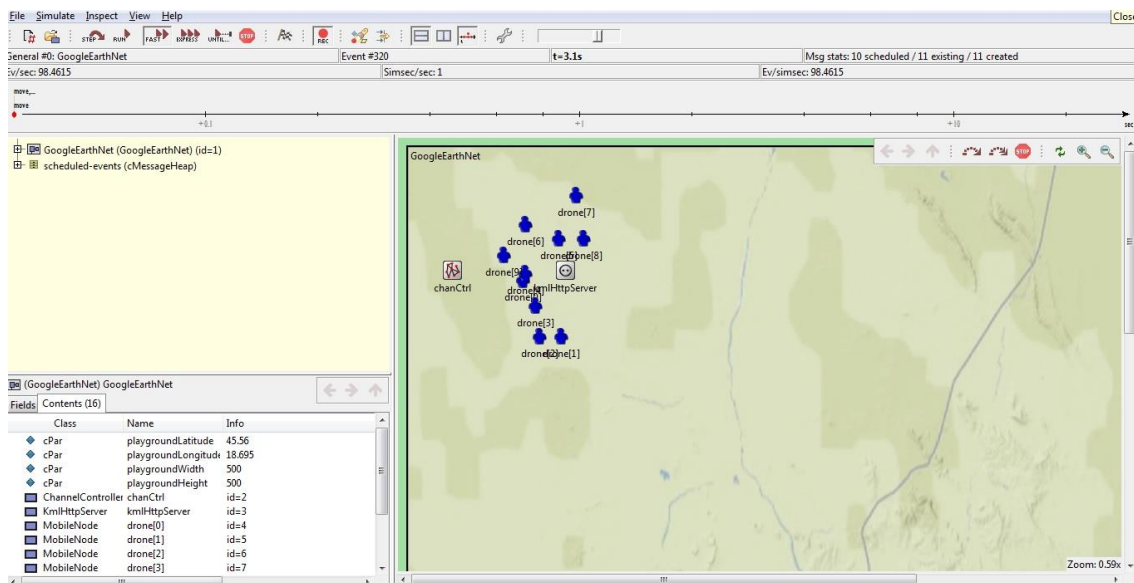 File Simulate Inspect View Help
Close
STEP RUN FAST EXPRESS UNTIL... STOP REC
General #0: GoogleEarthNet Event #320 t=3.1s Msg stats: 10 scheduled / 11 existing / 11 created
Ev/sec: 98.4615 Simsec/sec: 1 Ev/simsec: 98.4615
move,...
move
+0.1 +1 +10 sec
GoogleEarthNet (GoogleEarthNet) (id=1)
scheduled-events (cMessageHeap)
GoogleEarthNet
STOP
drone[7]
drone[6]
drone[8]
drone[9]
chanCtrl
kmlHttpServer
drone[3]
drone[2]
drone[1]
(GoogleEarthNet) GoogleEarthNet
Fields Contents (16)
Class Name Info
cPar playgroundLatitude 45.56
cPar playgroundLongitude 18.695
cPar playgroundWidth 500
cPar playgroundHeight 500
ChannelController chanCtrl id=2
KmlHttpServer kmlHttpServer id=3
MobileNode drone[0] id=4
MobileNode drone[1] id=5
MobileNode drone[2] id=6
MobileNode drone[3] id=7
Zoom: 0.59x